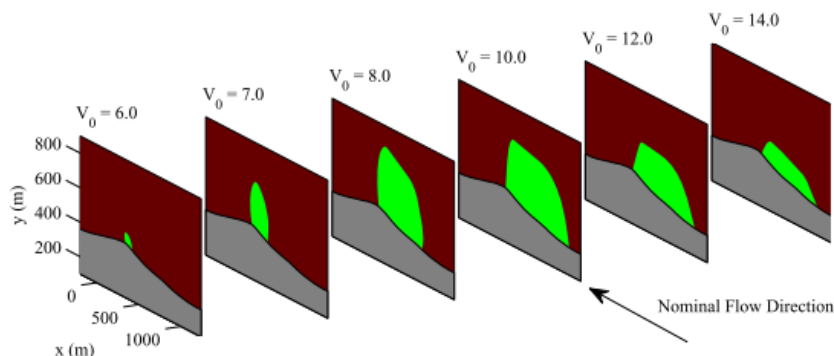 V0 = 6.0
V0 = 7.0
V0 = 8.0
V0 = 10.0
V0 = 12.0
V0 = 14.0
800
600
400
200
y (m)
0
500
1000
x (m)
Nominal Flow Direction